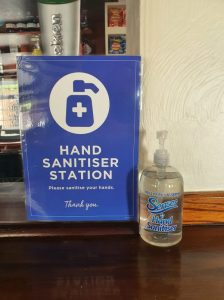 HAND
SANITISER
STATION
Please sanitise your hands.
Thank you
Hand
Sanitiser